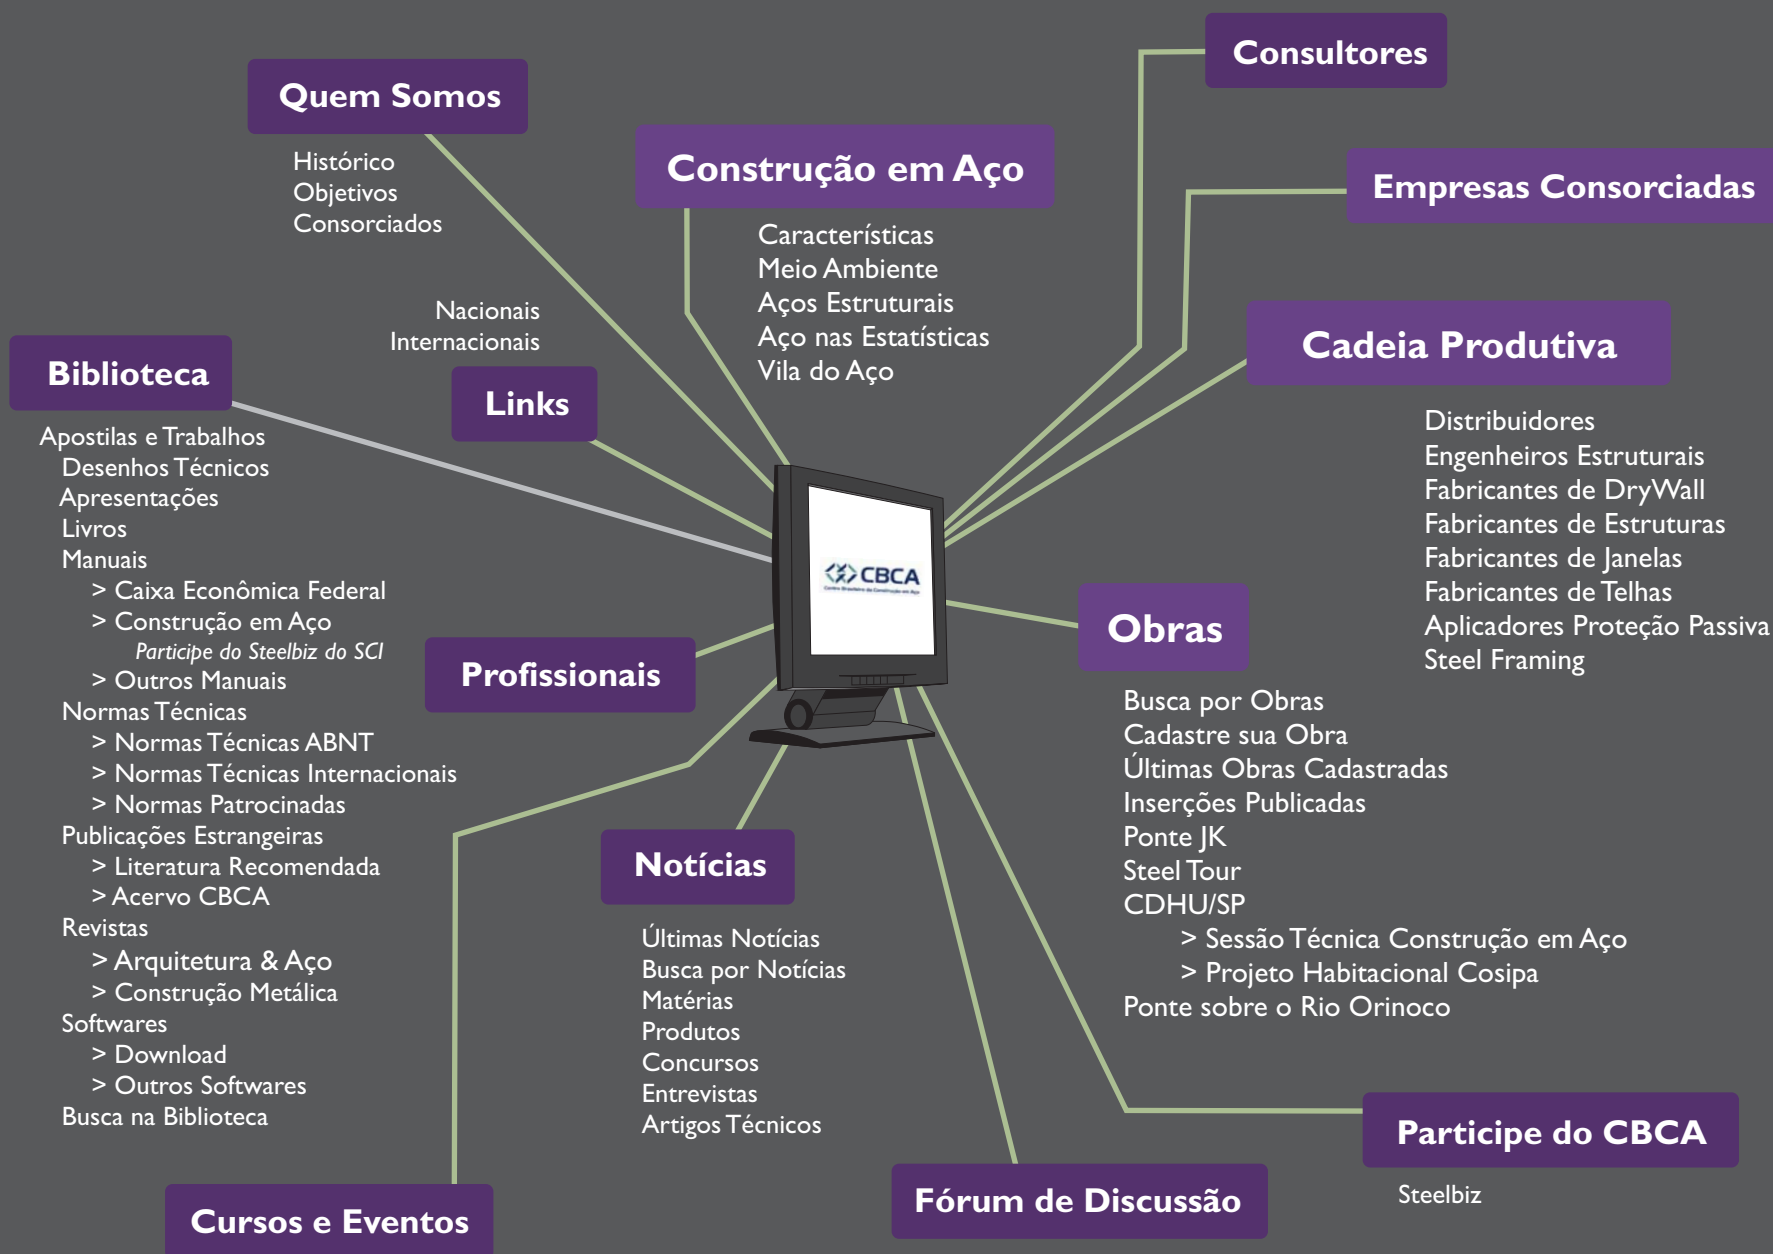 Consultores
Quem Somos
Histórico
Objetivos
Consorciados
Construção em Aço
Características
Meio Ambiente
Aços Estruturais
Aço nas Estatísticas
Vila do Aço
Empresas Consorciadas
Nacionais
Internacionais
Links
Cadeia Produtiva
Distribuidores
Engenheiros Estruturais
Fabricantes de DryWall
Fabricantes de Estruturas
Fabricantes de Janelas
Fabricantes de Telhas
Aplicadores Proteção Passiva
Steel Framing
Biblioteca
Apostilas e Trabalhos
Desenhos Técnicos
Apresentações
Livros
Manuais
> Caixa Econômica Federal
> Construção em Aço
Participe do Steelbiz do SCI
> Outros Manuais
Normas Técnicas
> Normas Técnicas ABNT
> Normas Técnicas Internacionais
> Normas Patrocinadas
Publicações Estrangeiras
> Literatura Recomendada
> Acervo CBCA
Revistas
> Arquitetura & Aço
> Construção Metálica
Softwares
> Download
> Outros Softwares
Busca na Biblioteca
CBCA
Centro Brasileiro da Construção em Aço
Profissionais
Obras
Busca por Obras
Cadastre sua Obra
Últimas Obras Cadastradas
Inserções Publicadas
Ponte JK
Steel Tour
CDHU/SP
> Sessão Técnica Construção em Aço
> Projeto Habitacional Cosipa
Ponte sobre o Rio Orinoco
Notícias
Últimas Notícias
Busca por Notícias
Matérias
Produtos
Concursos
Entrevistas
Artigos Técnicos
Participe do CBCA
Steelbiz
Fórum de Discussão
Cursos e Eventos